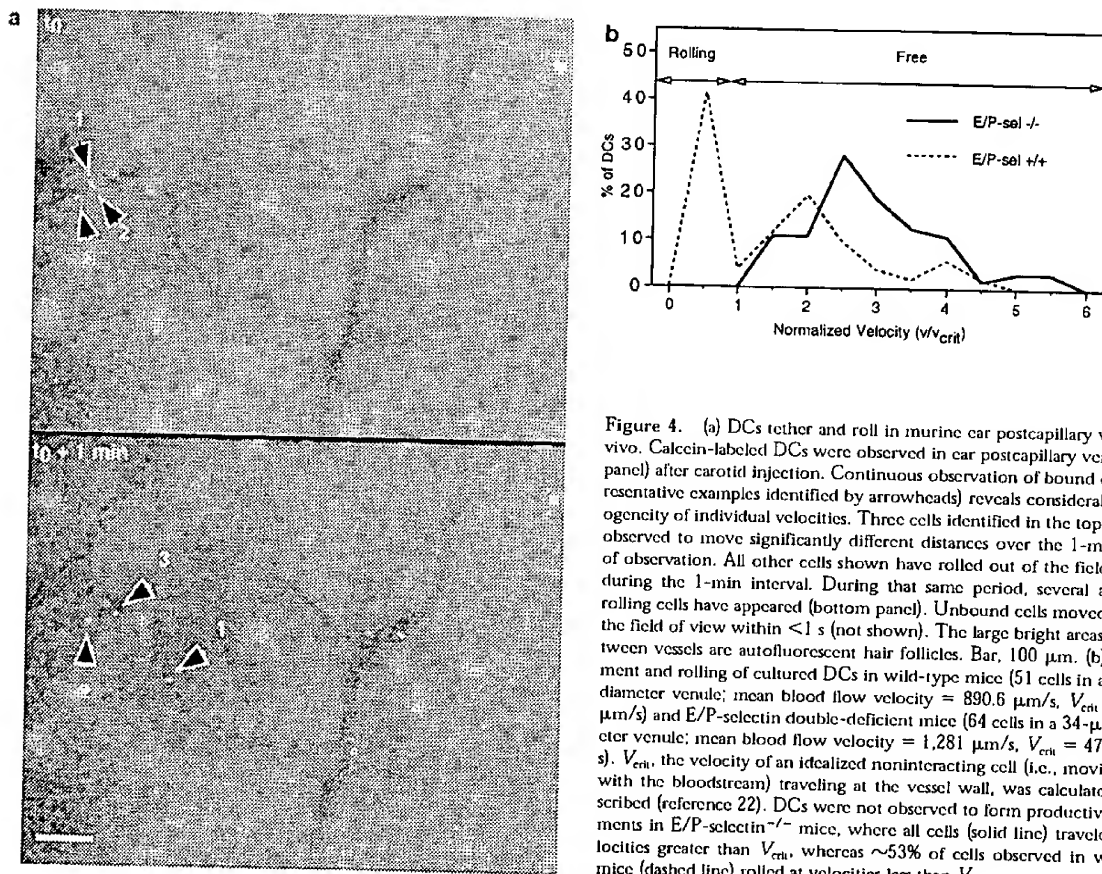 a
t0
1
2
3
t0 + 1 min
3
1
2
b
50
40
30
20
10
0
% of DCs
Rolling
Free
E/P-sel -/-
E/P-sel +/+
0
1
2
3
4
5
6
Normalized Velocity (v/vcrit)
Figure 4. (a) DCs tether and roll in murine ear postcapillary v
vivo. Calcein-labeled DCs were observed in ear postcapillary ven
panel) after carotid injection. Continuous observation of bound
resentative examples identified by arrowheads) reveals considerabl
ogeneity of individual velocities. Three cells identified in the top
observed to move significantly different distances over the 1-m
of observation. All other cells shown have rolled out of the field
during the 1-min interval. During that same period, several a
rolling cells have appeared (bottom panel). Unbound cells moved
the field of view within <1 s (not shown). The large bright areas
tween vessels are autofluorescent hair follicles. Bar, 100 μm. (b)
ment and rolling of cultured DCs in wild-type mice (51 cells in a
diameter venule; mean blood flow velocity = 890.6 μm/s, Vcrit
μm/s) and E/P-selectin double-deficient mice (64 cells in a 34-μ
eter venule; mean blood flow velocity = 1,281 μm/s, Vcrit = 47
s). Vcrit, the velocity of an idealized noninteracting cell (i.e., movi
with the bloodstream) traveling at the vessel wall, was calculate
scribed (reference 22). DCs were not observed to form productiv
ments in E/P-selectin−/− mice, where all cells (solid line) travele
locities greater than Vcrit, whereas ~53% of cells observed in w
mice (dashed line) rolled at velocities less than V